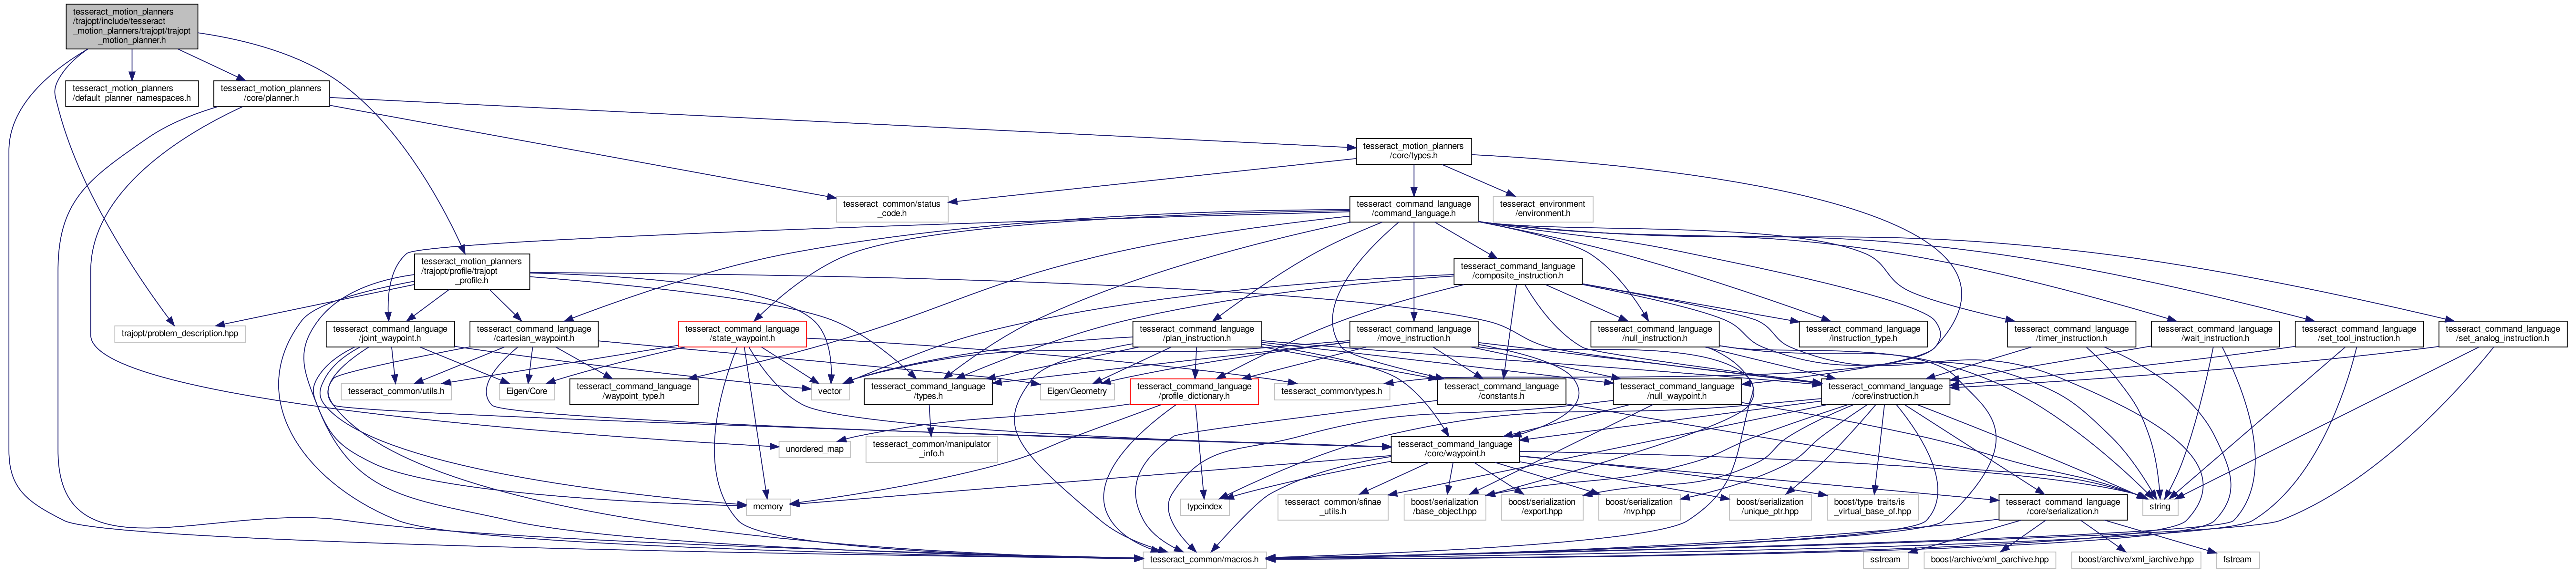 tesseract_motion_planners
/trajopt/include/tesseract
_motion_planners/trajopt/trajopt
_motion_planner.h
tesseract_motion_planners
/default_planner_namespaces.h
tesseract_motion_planners
/core/planner.h
tesseract_motion_planners
/core/types.h
tesseract_common/status
_code.h
tesseract_command_language
/command_language.h
tesseract_environment
/environment.h
tesseract_motion_planners
/trajopt/profile/trajopt
_profile.h
tesseract_command_language
/composite_instruction.h
trajopt/problem_description.hpp
tesseract_command_language
/joint_waypoint.h
tesseract_command_language
/cartesian_waypoint.h
tesseract_command_language
/state_waypoint.h
tesseract_command_language
/plan_instruction.h
tesseract_command_language
/move_instruction.h
tesseract_command_language
/null_instruction.h
tesseract_command_language
/instruction_type.h
tesseract_command_language
/timer_instruction.h
tesseract_command_language
/wait_instruction.h
tesseract_command_language
/set_tool_instruction.h
tesseract_command_language
/set_analog_instruction.h
tesseract_common/utils.h
Eigen/Core
tesseract_command_language
/waypoint_type.h
vector
tesseract_command_language
/types.h
Eigen/Geometry
tesseract_command_language
/profile_dictionary.h
tesseract_common/types.h
tesseract_command_language
/constants.h
tesseract_command_language
/null_waypoint.h
tesseract_command_language
/core/instruction.h
unordered_map
tesseract_common/manipulator
_info.h
tesseract_command_language
/core/waypoint.h
memory
typeindex
tesseract_common/sfinae
_utils.h
boost/serialization
/base_object.hpp
boost/serialization
/export.hpp
boost/serialization
/nvp.hpp
boost/serialization
/unique_ptr.hpp
boost/type_traits/is
_virtual_base_of.hpp
tesseract_command_language
/core/serialization.h
string
tesseract_common/macros.h
sstream
boost/archive/xml_oarchive.hpp
boost/archive/xml_iarchive.hpp
fstream